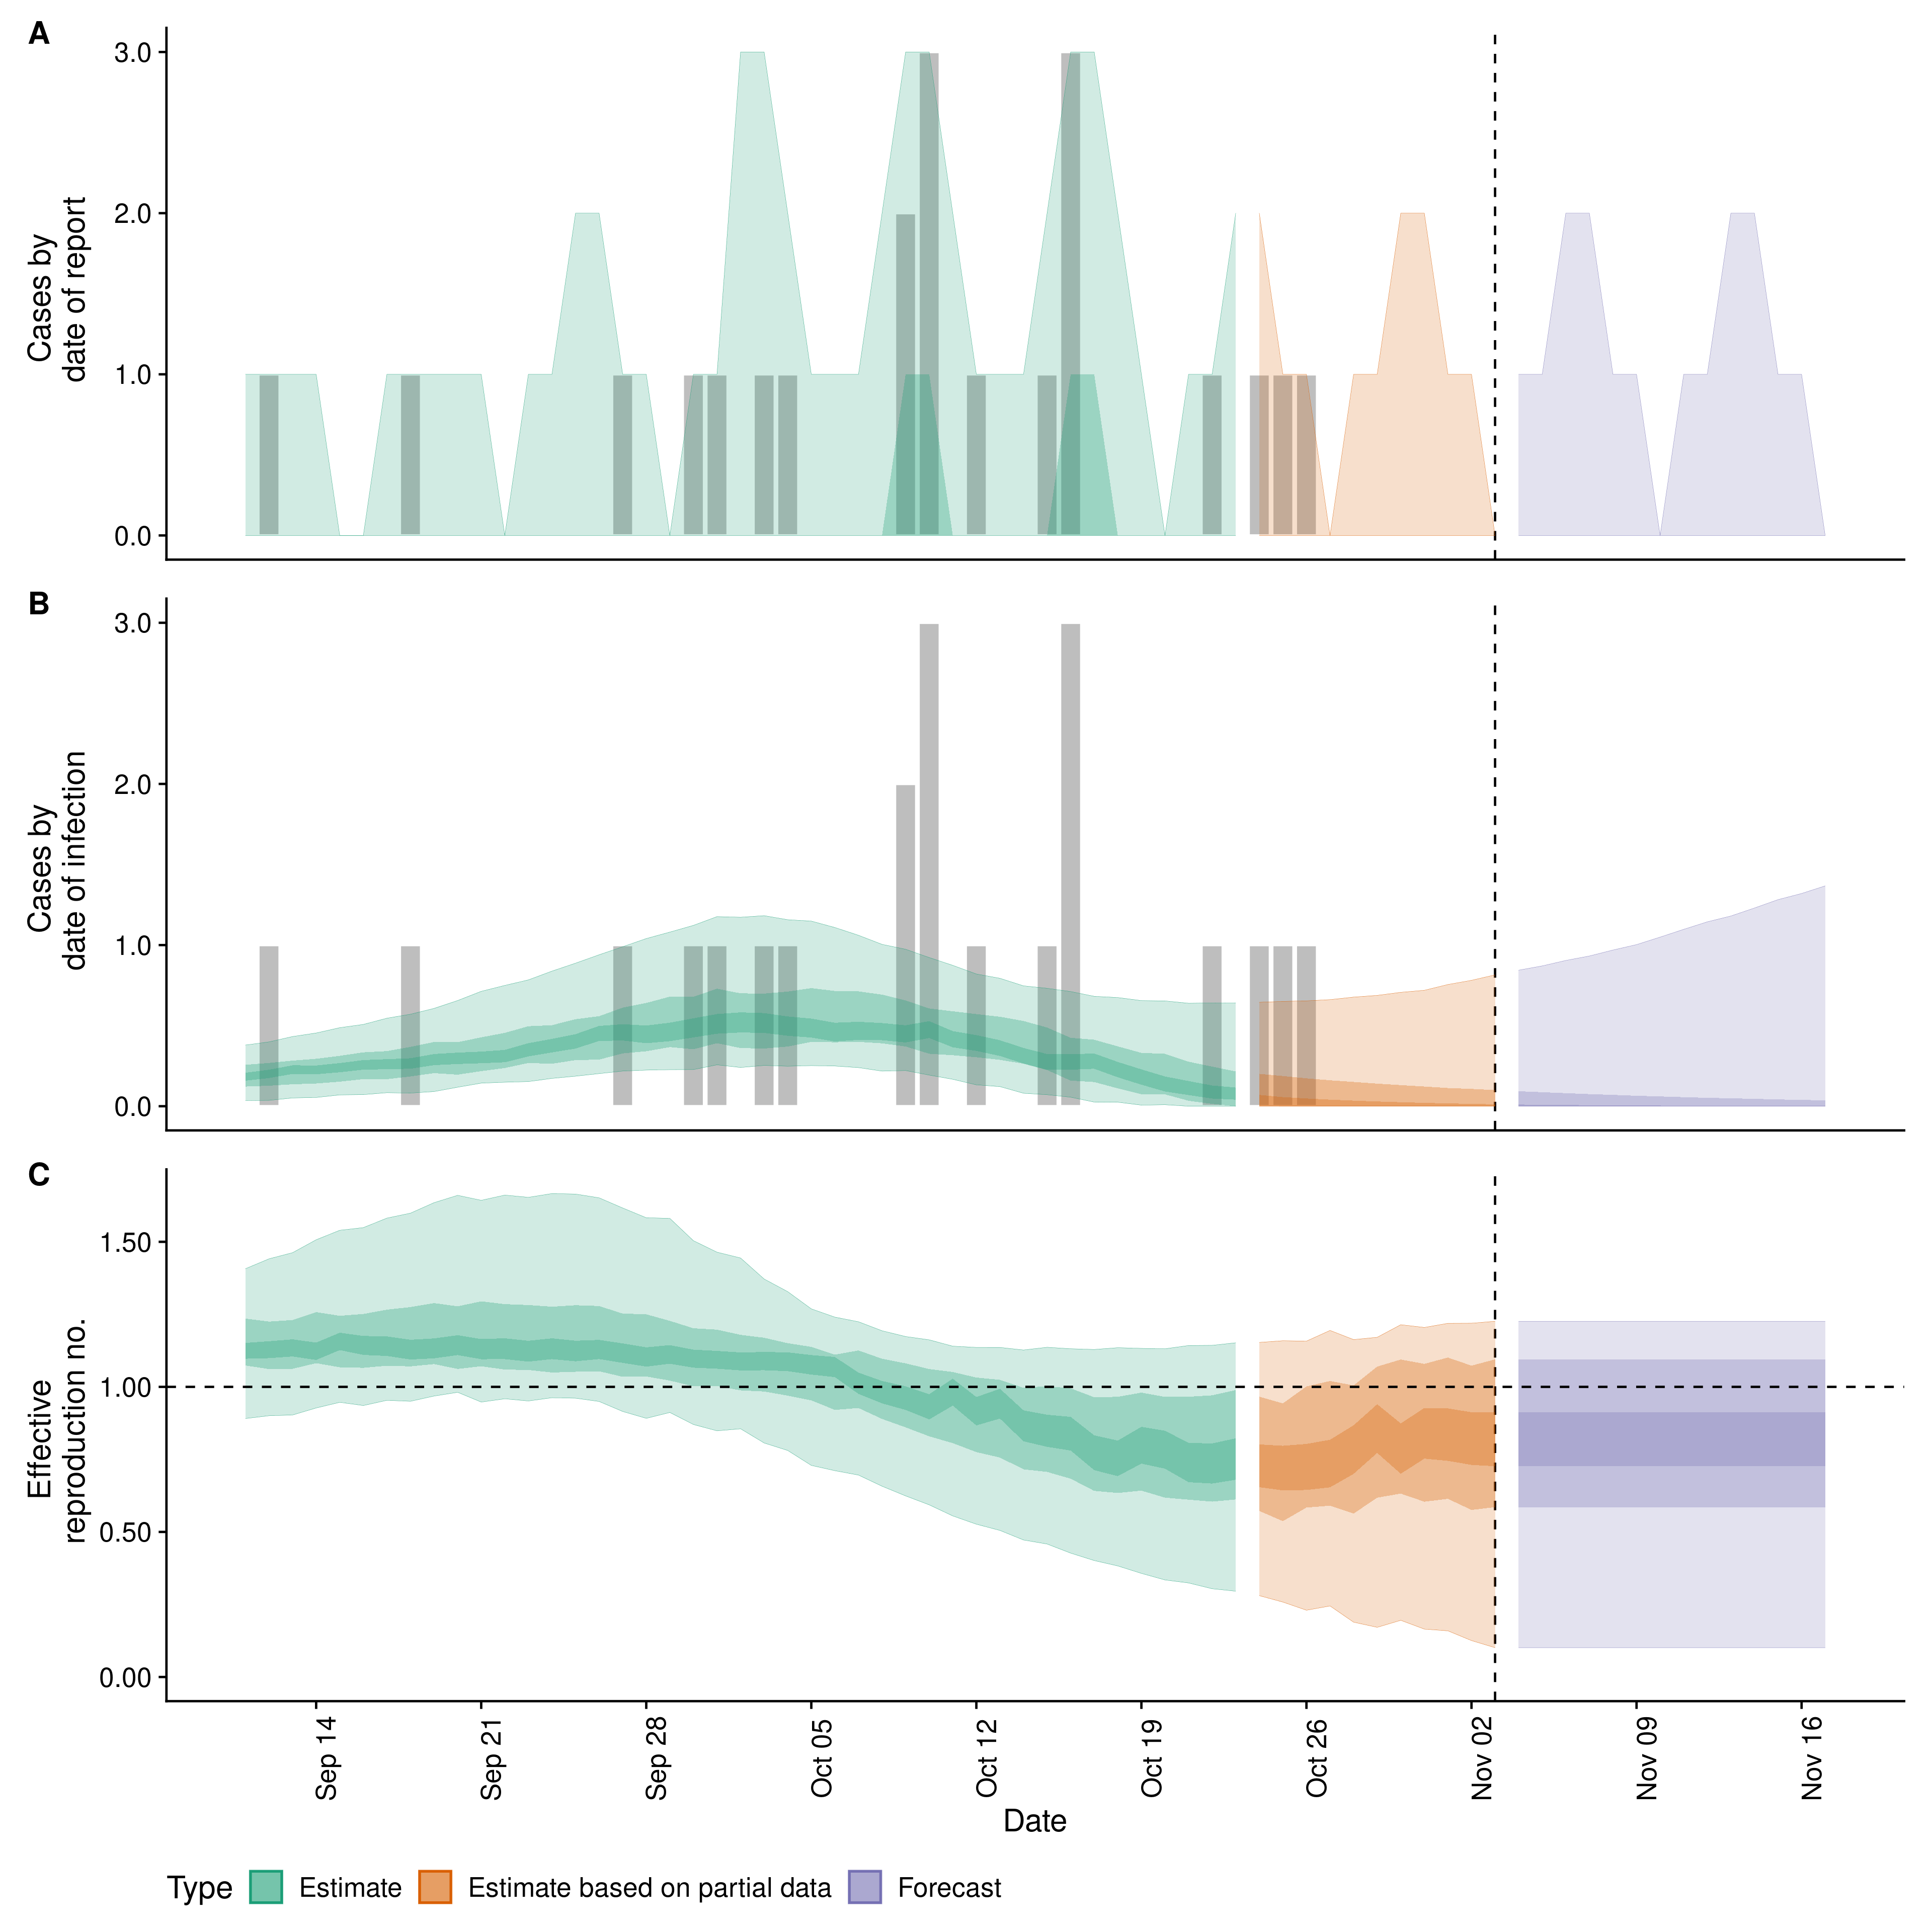 A
Cases by
date of report
3.0
2.0
1.0
0.0
B
Cases by
date of infection
3.0
2.0
1.0
0.0
C
Effective
reproduction no.
1.50
1.00
0.50
0.00
Sep 14
Sep 21
Sep 28
Oct 05
Oct 12
Oct 19
Oct 26
Nov 02
Nov 09
Nov 16
Date
Type Estimate Estimate based on partial data Forecast